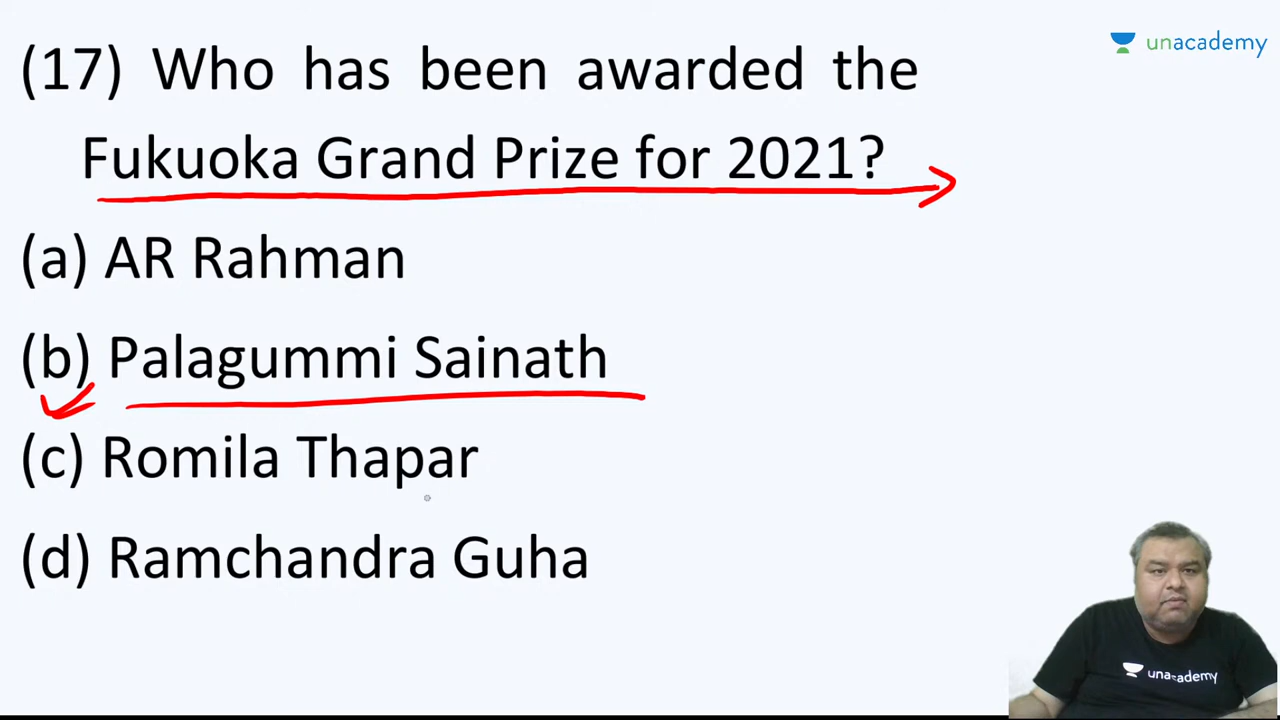 (17) Who has been awarded the
unacademy
Fukuoka Grand Prize for 2021?
(a) AR Rahman
(b) Palagummi Sainath
(c) Romila Thapar
(d) Ramchandra Guha
unacademy